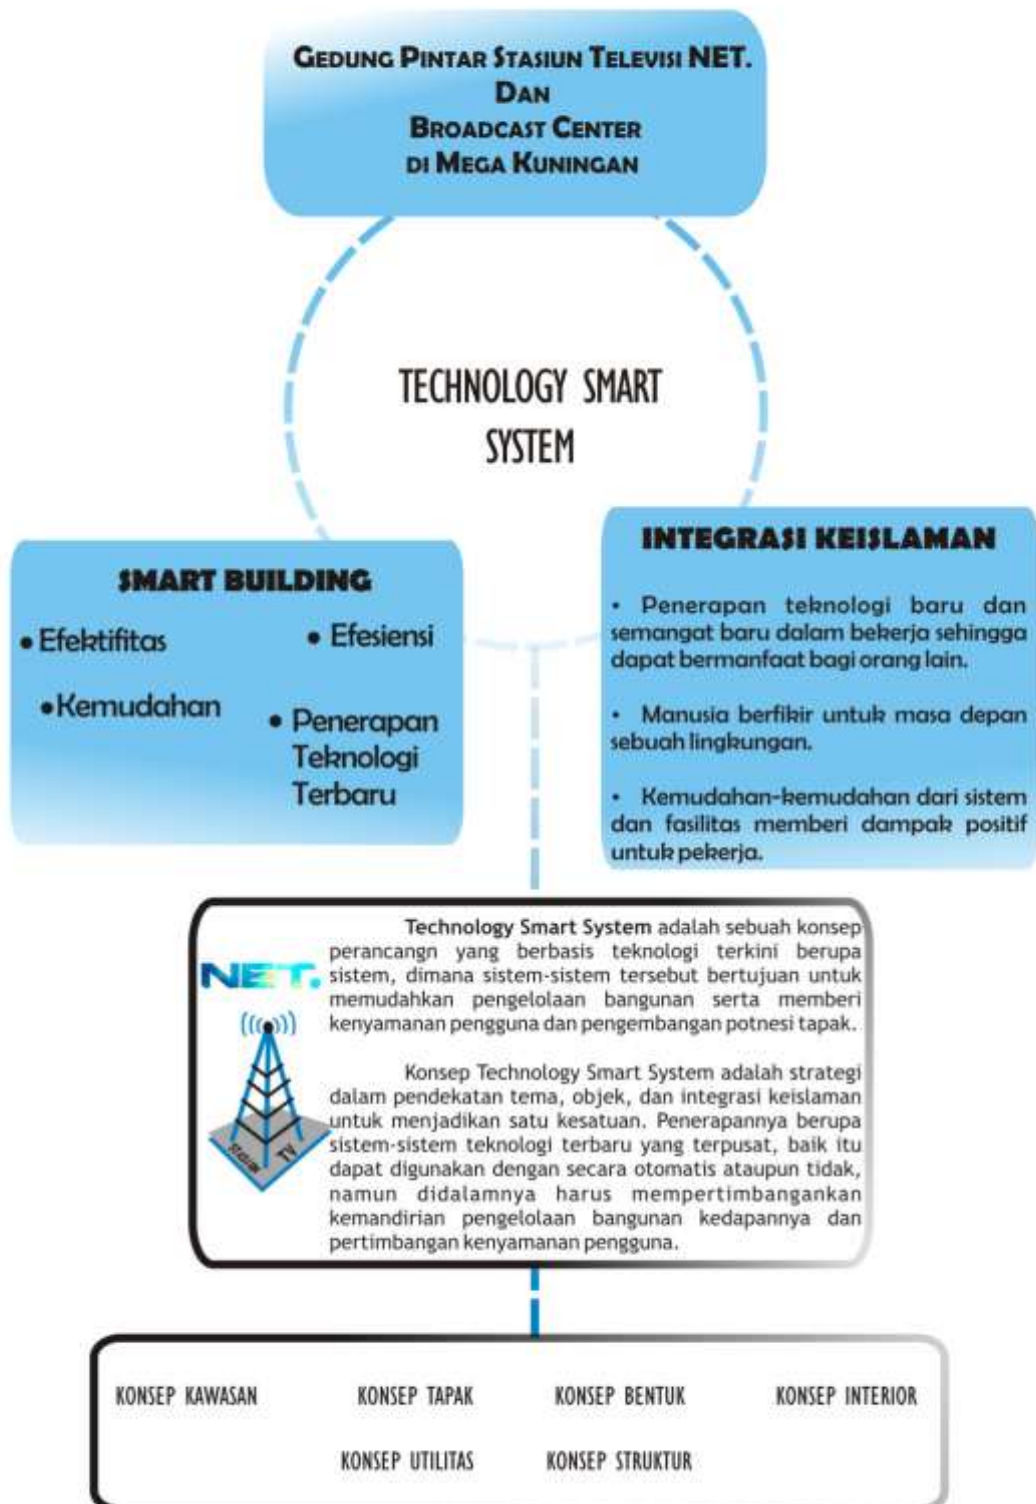 GEDUNG PINTAR STASIUN TELEVISI NET.
DAN
BROADCAST CENTER
DI MEGA KUNINGAN
TECHNOLOGY SMART
SYSTEM
SMART BUILDING
• Efektifitas
• Efesiensi
• Kemudahan
• Penerapan
Teknologi
Terbaru
INTEGRASI KEISLAMAN
• Penerapan teknologi baru dan
semangat baru dalam bekerja sehingga
dapat bermanfaat bagi orang lain.
• Manusia berfikir untuk masa depan
sebuah lingkungan.
• Kemudahan-kemudahan dari sistem
dan fasilitas memberi dampak positif
untuk pekerja.
NET.
STASIUN TV
Technology Smart System adalah sebuah konsep
perancangn yang berbasis teknologi terkini berupa
sistem, dimana sistem-sistem tersebut bertujuan untuk
memudahkan pengelolaan bangunan serta memberi
kenyamanan pengguna dan pengembangan potnesi tapak.
Konsep Technology Smart System adalah strategi
dalam pendekatan tema, objek, dan integrasi keislaman
untuk menjadikan satu kesatuan. Penerapannya berupa
sistem-sistem teknologi terbaru yang terpusat, baik itu
dapat digunakan dengan secara otomatis ataupun tidak,
namun didalamnya harus mempertimbangankan
kemandirian pengelolaan bangunan kedapannya dan
pertimbangan kenyamanan pengguna.
KONSEP KAWASAN
KONSEP TAPAK
KONSEP BENTUK
KONSEP INTERIOR
KONSEP UTILITAS
KONSEP STRUKTUR